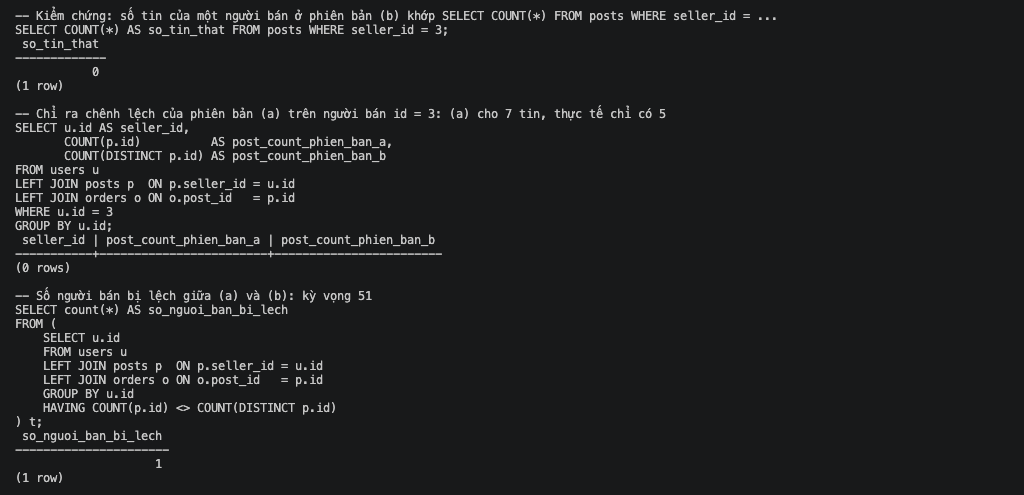 -- Kiểm chứng: số tin của một người bán ở phiên bản (b) khớp SELECT COUNT(*) FROM posts WHERE seller_id = ...
SELECT COUNT(*) AS so_tin_that FROM posts WHERE seller_id = 3;
 so_tin_that
-------------
           0
(1 row)

-- Chỉ ra chênh lệch của phiên bản (a) trên người bán id = 3: (a) cho 7 tin, thực tế chỉ có 5
SELECT u.id AS seller_id,
       COUNT(p.id)          AS post_count_phien_ban_a,
       COUNT(DISTINCT p.id) AS post_count_phien_ban_b
FROM users u
LEFT JOIN posts p  ON p.seller_id = u.id
LEFT JOIN orders o ON o.post_id   = p.id
WHERE u.id = 3
GROUP BY u.id;
 seller_id | post_count_phien_ban_a | post_count_phien_ban_b
-----------+------------------------+------------------------
(0 rows)

-- Số người bán bị lệch giữa (a) và (b): kỳ vọng 51
SELECT count(*) AS so_nguoi_ban_bi_lech
FROM (
    SELECT u.id
    FROM users u
    LEFT JOIN posts p  ON p.seller_id = u.id
    LEFT JOIN orders o ON o.post_id   = p.id
    GROUP BY u.id
    HAVING COUNT(p.id) <> COUNT(DISTINCT p.id)
) t;
 so_nguoi_ban_bi_lech
----------------------
                    1
(1 row)